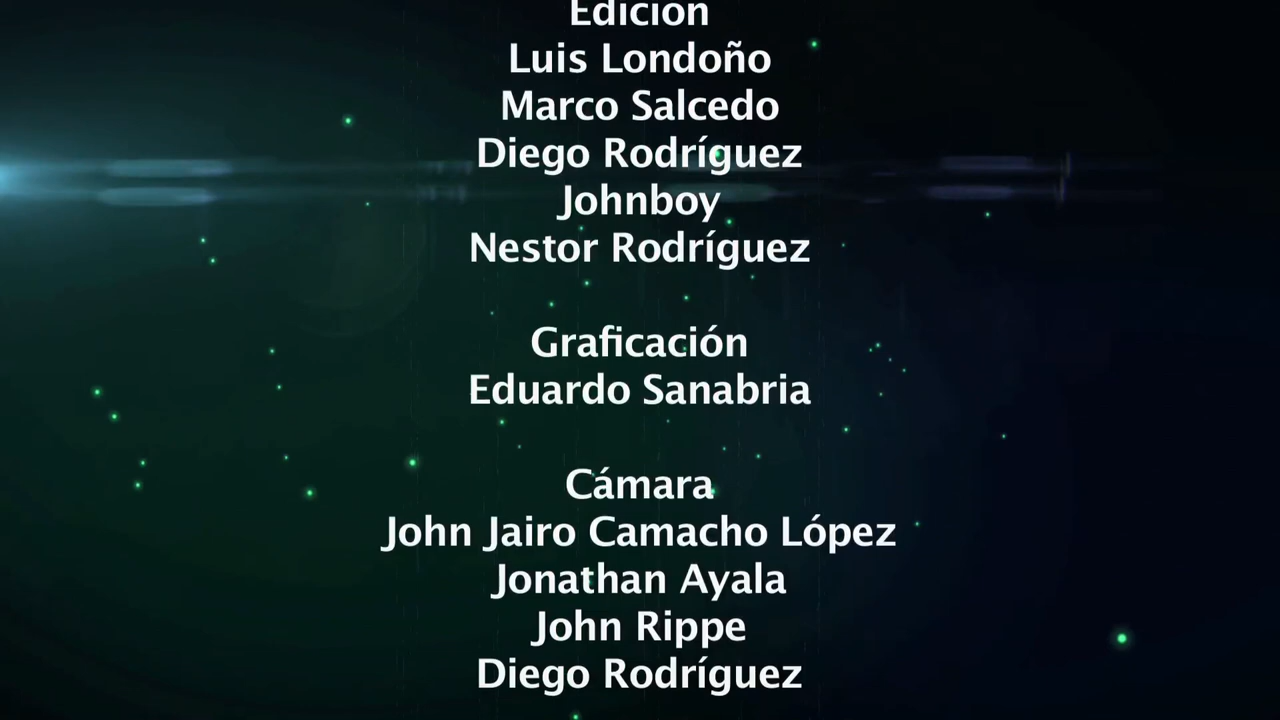 Edición
Luis Londoño
Marco Salcedo
Diego Rodríguez
Johnboy
Nestor Rodríguez
Graficación
Eduardo Sanabria
Cámara
John Jairo Camacho López
Jonathan Ayala
John Rippe
Diego Rodríguez